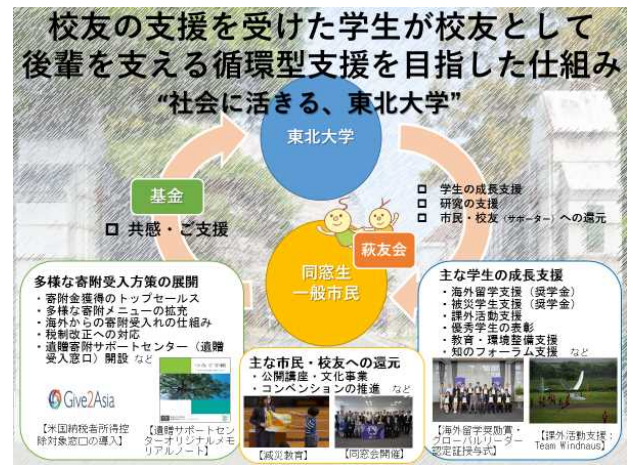 校友の支援を受けた学生が校友として
後輩を支える循環型支援を目指した仕組み
“社会に活きる、東北大学”
東北大学
基金
□ 共感・ご支援
□ 学生の成長支援
□ 研究の支援
□ 市民・校友（サポーター）への還元
萩友会
同窓生
一般市民
多様な寄附受入方策の展開
・寄附金獲得のトップセールス
・多様な寄附メニューの拡充
・海外からの寄附受入れの仕組み
・税制改正への対応
・遺贈寄附サポートセンター（遺贈
受入窓口）開設 など
Give2Asia
【米国納税者所得控
除対象窓口の導入】
【遺贈サポートセン
ターオリジナルメモ
リアルノート】
主な市民・校友への還元
・公開講座・文化事業
・コンベンションの推進 など
【減災教育】
【同窓会開催】
主な学生の成長支援
・海外留学支援（奨学金）
・被災学生支援（奨学金）
・課外活動支援
・優秀学生の表彰
・教育・環境整備支援
・知のフォーラム支援 など
【海外留学奨励賞・
グローバルリーダー
認定証授与式】
【課外活動支援：
Team Windnauts】